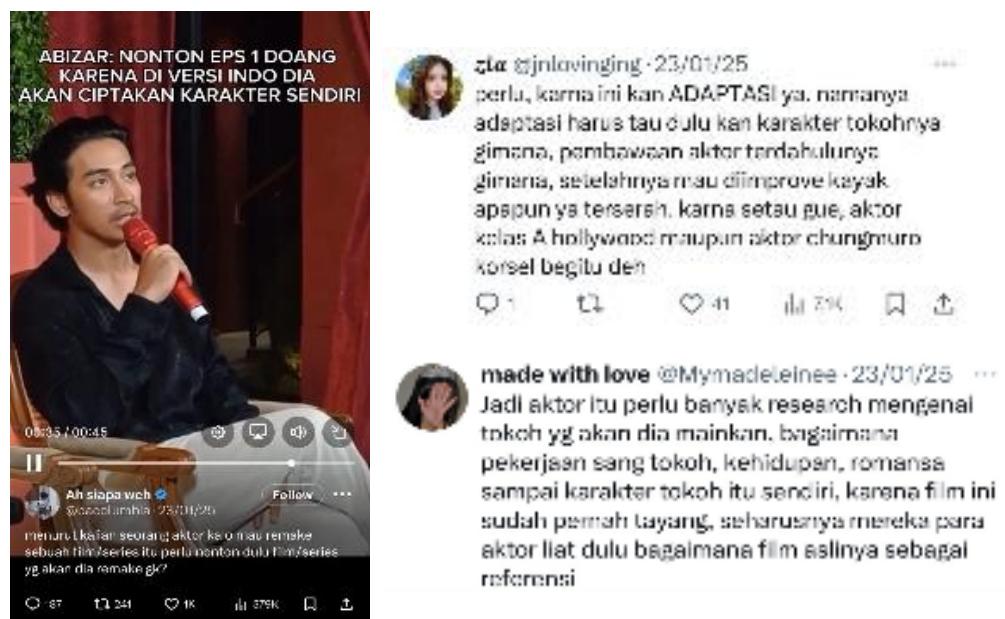 ABIZAR: NONTON EPS 1 DOANG
KARENA DI VERSI INDO DIA
AKAN CIPTAKAN KARAKTER SENDIRI
00:35 / 00:45
Ah siapa weh
Follow
23/01/25
menurut kalian seorang aktor kalo mau remake
sebuah film/series itu perlu nonton dulu film/series
yg akan dia remake gk?
241
1K
379K
zia @jnlovinging · 23/01/25
perlu, karna ini kan ADAPTASI ya. namanya
adaptasi harus tau dulu kan karakter tokohnya
gimana, pembawaan aktor terdahulunya
gimana, setelahnya mau diimprove kayak
apapun ya terserah. karna setau gue, aktor
kelas A hollywood maupun aktor chungmuro
korsel begitu deh
1
41
7.1K
made with love @Mymadeleinee · 23/01/25
Jadi aktor itu perlu banyak research mengenai
tokoh yg akan dia mainkan. bagaimana
pekerjaan sang tokoh, kehidupan, romansa
sampai karakter tokoh itu sendiri, karena film ini
sudah pernah tayang, seharusnya mereka para
aktor liat dulu bagaimana film aslinya sebagai
referensi